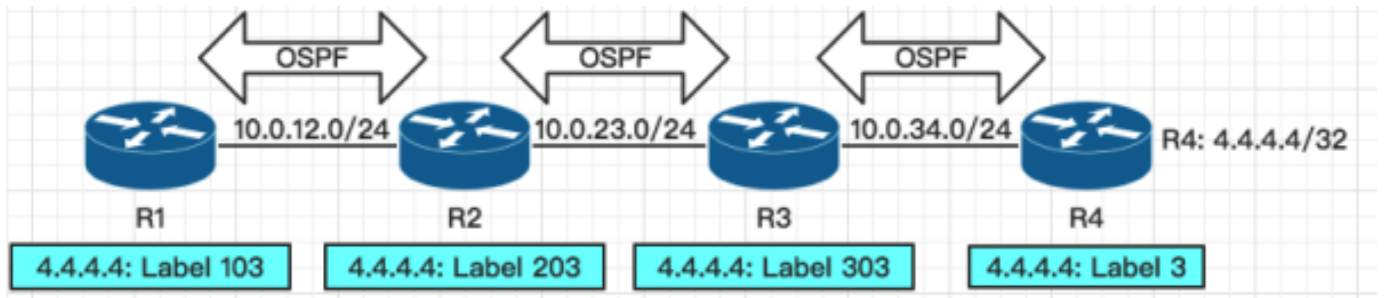 OSPF
OSPF
OSPF
10.0.12.0/24
10.0.23.0/24
10.0.34.0/24
R4: 4.4.4.4/32
R1
R2
R3
R4
4.4.4.4: Label 103
4.4.4.4: Label 203
4.4.4.4: Label 303
4.4.4.4: Label 3